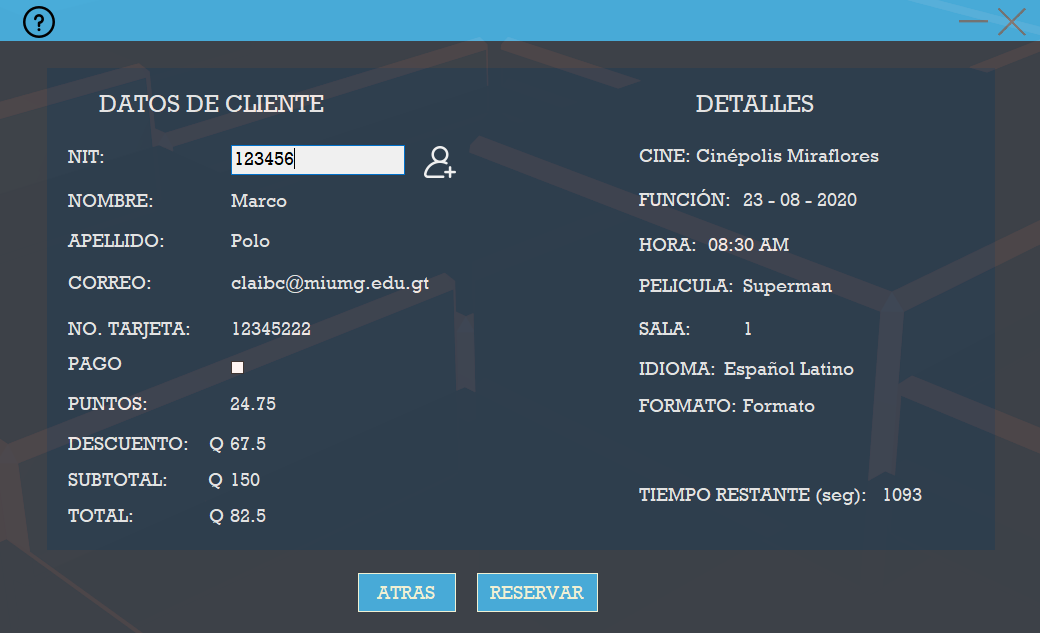 ?
DATOS DE CLIENTE
NIT: 123456
NOMBRE: Marco
APELLIDO: Polo
CORREO: claibc@miumg.edu.gt
NO. TARJETA: 12345222
PAGO
PUNTOS: 24.75
DESCUENTO: Q 67.5
SUBTOTAL: Q 150
TOTAL: Q 82.5
DETALLES
CINE: Cinépolis Miraflores
FUNCIÓN: 23 - 08 - 2020
HORA: 08:30 AM
PELICULA: Superman
SALA: 1
IDIOMA: Español Latino
FORMATO: Formato
TIEMPO RESTANTE (seg): 1093
ATRAS
RESERVAR